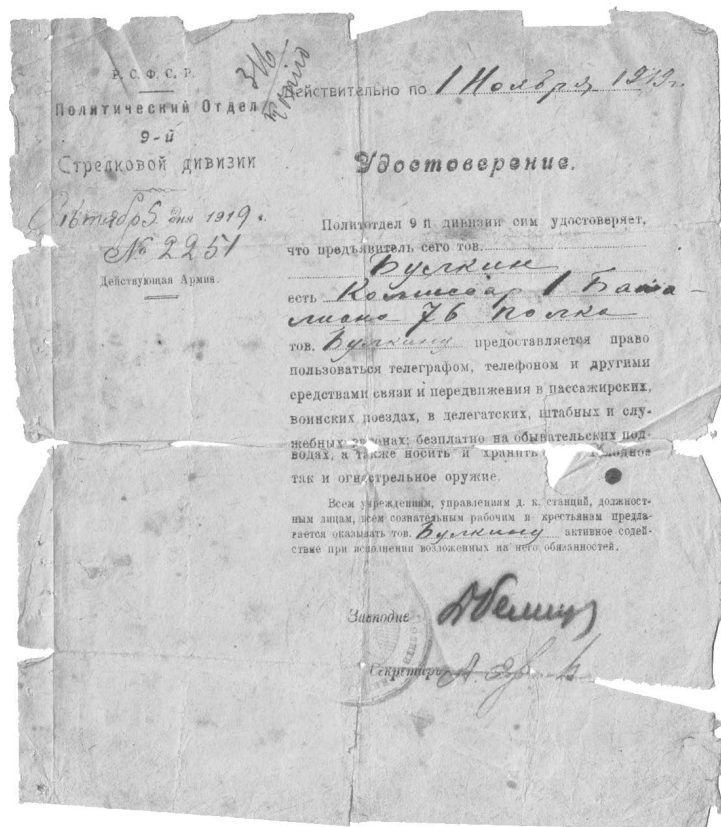 Р. С. Ф. С. Р.
Политический Отдел
9-й
Стрелковой дивизии
дня 1919 г.
№ 2251
Действующая Армия.
Действительно по 1 Ноября 1919г.
Удостоверение.
Политотдел 9 й дивизии сим удостоверяет,
что предъявитель сего тов.
Булкин
есть Комиссар 1 Бата-
лиона 76 полка
тов. Булкину предоставляется право
пользоваться телеграфом, телефоном и другими
средствами связи и передвижения в пассажирских,
воинских поездах, в делегатских, штабных и слу-
жебных вагонах; безплатно на обывательских под-
водах, а также носить и хранить
так и огнестрельное оружие.
Всем учреждениям, управлениям д. к. станций, должност-
ным лицам, всем сознательным рабочим и крестьянам предла-
гается оказывать тов. Булкину активное содей-
ствие при исполнении возложенных на него обязанностей.
Завподив
Секретарь